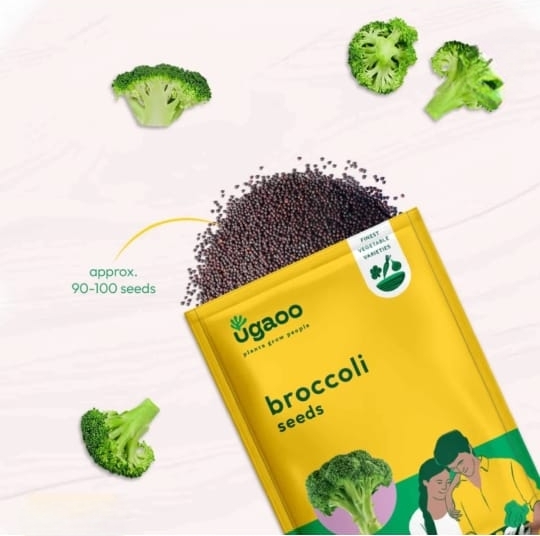 FINEST
VEGETABLE
VARIETIES
approx.
90-100 seeds
ugaoo
plants grow people
broccoli
seeds